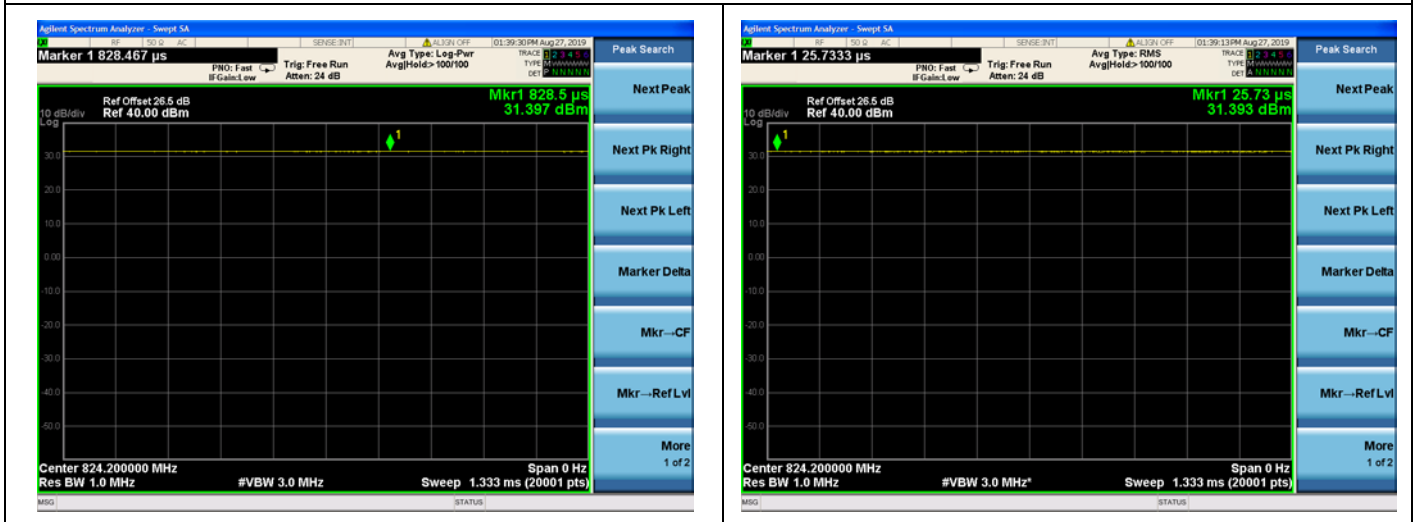 Agilent Spectrum Analyzer - Swept SA
RF 50 Ω AC SENSE:INT ALIGN OFF 01:39:30 PM Aug 27, 2019
Marker 1 828.467 µs
PNO: Fast
IFGain:Low
Trig: Free Run
Atten: 24 dB
Avg Type: Log-Pwr
Avg|Hold:> 100/100
TRACE 1 2 3 4 5 6
TYPE M
DET P N N N N N
Peak Search
Mkr1 828.5 µs
31.397 dBm
Ref Offset 26.5 dB
10 dB/div Ref 40.00 dBm
Log
30.0
20.0
10.0
0.00
-10.0
-20.0
-30.0
-40.0
-50.0
Center 824.200000 MHz Span 0 Hz
Res BW 1.0 MHz #VBW 3.0 MHz Sweep 1.333 ms (20001 pts)
MSG STATUS
Next Peak
Next Pk Right
Next Pk Left
Marker Delta
Mkr→CF
Mkr→Ref Lvl
More
1 of 2
Agilent Spectrum Analyzer - Swept SA
RF 50 Ω AC SENSE:INT ALIGN OFF 01:39:13 PM Aug 27, 2019
Marker 1 25.7333 µs
PNO: Fast
IFGain:Low
Trig: Free Run
Atten: 24 dB
Avg Type: RMS
Avg|Hold:> 100/100
TRACE 1 2 3 4 5 6
TYPE M
DET A N N N N N
Peak Search
Mkr1 25.73 µs
31.393 dBm
Ref Offset 26.5 dB
10 dB/div Ref 40.00 dBm
Log
30.0
20.0
10.0
0.00
-10.0
-20.0
-30.0
-40.0
-50.0
Center 824.200000 MHz Span 0 Hz
Res BW 1.0 MHz #VBW 3.0 MHz* Sweep 1.333 ms (20001 pts)
MSG STATUS
Next Peak
Next Pk Right
Next Pk Left
Marker Delta
Mkr→CF
Mkr→Ref Lvl
More
1 of 2